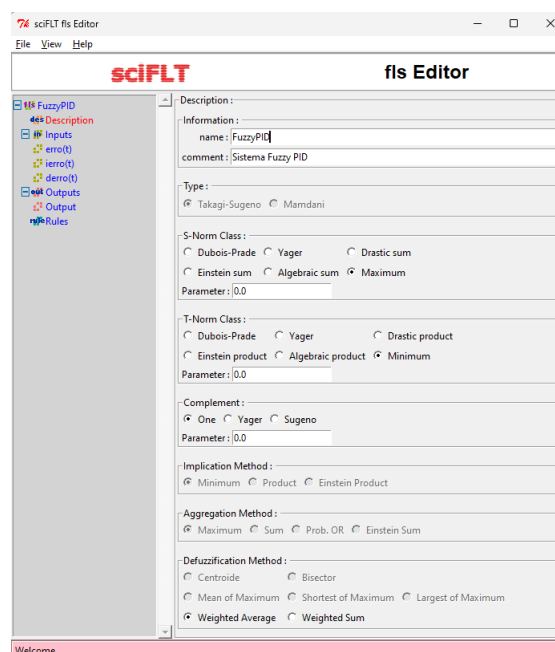 sciFLT fls Editor
File View Help
sciFLT fls Editor
fls FuzzyPID
des Description
Inputs
erro(t)
ierro(t)
derro(t)
out Outputs
Output
rule Rules
Description :
Information :
name : FuzzyPID
comment : Sistema Fuzzy PID
Type :
Takagi-Sugeno Mamdani
S-Norm Class :
Dubois-Prade Yager Drastic sum
Einstein sum Algebraic sum Maximum
Parameter : 0.0
T-Norm Class :
Dubois-Prade Yager Drastic product
Einstein product Algebraic product Minimum
Parameter : 0.0
Complement :
One Yager Sugeno
Parameter : 0.0
Implication Method :
Minimum Product Einstein Product
Aggregation Method :
Maximum Sum Prob. OR Einstein Sum
Defuzzification Method :
Centroide Bisector
Mean of Maximum Shortest of Maximum Largest of Maximum
Weighted Average Weighted Sum
Welcome